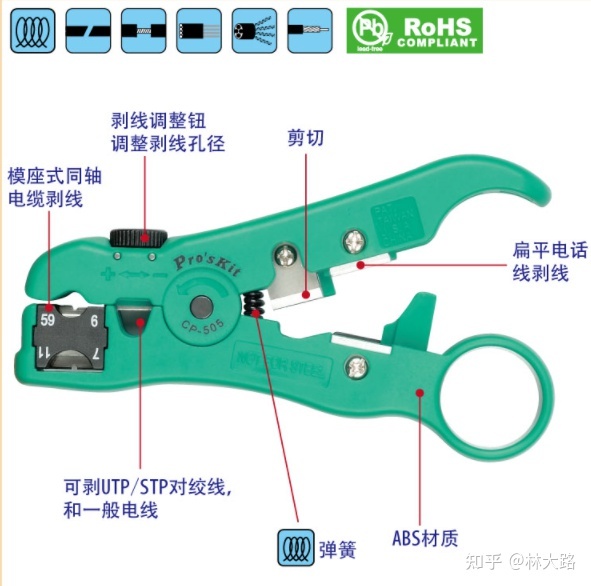 Pb
lead-free
RoHS
COMPLIANT
剥线调整钮
调整剥线孔径
剪切
模座式同轴
电缆剥线
扁平电话
线剥线
Pro'sKit
CP-505
59
6
11
7
可剥UTP/STP对绞线,
和一般电线
弹簧
ABS材质
知乎 @林大路